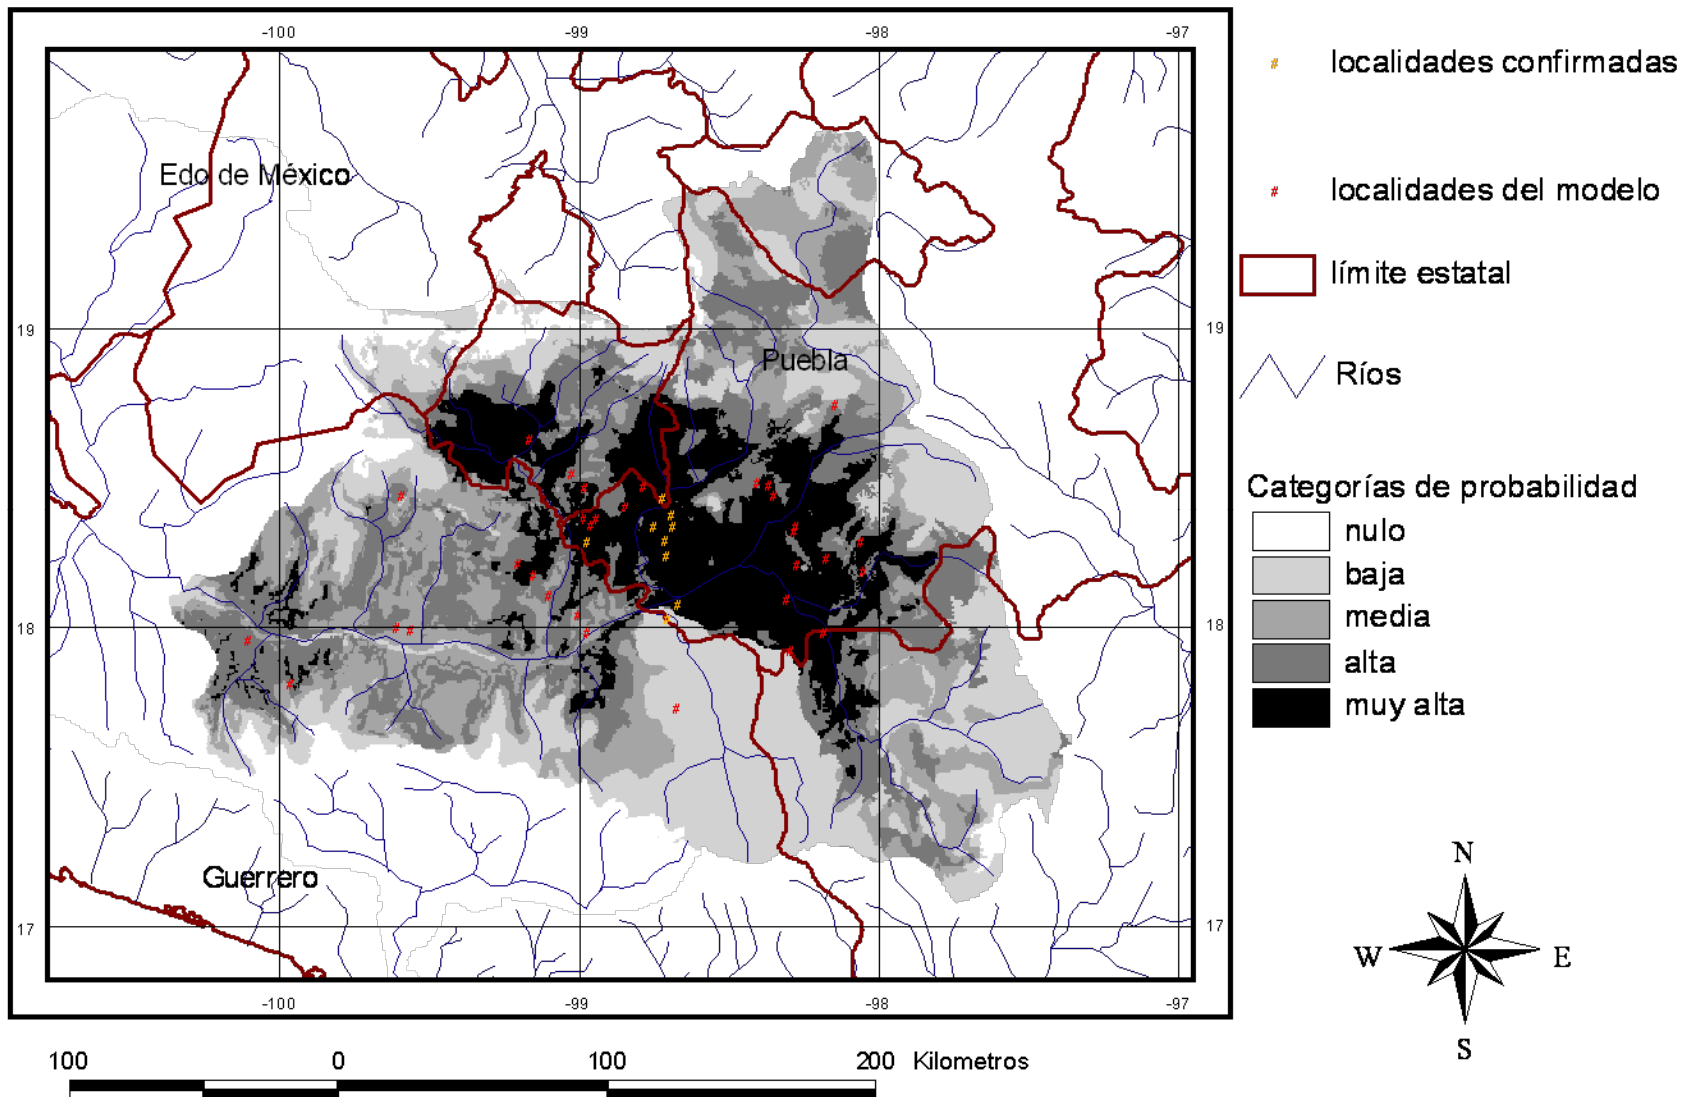 -100 -99 -98 -97
localidades confirmadas
Edo de México
localidades del modelo
límite estatal
19 19
Puebla
Ríos
Categorías de probabilidad
nulo
baja
media
alta
muy alta
18 18
Guerrero
17 17
N
W E
S
-100 -99 -98 -97
100 0 100 200 Kilometros